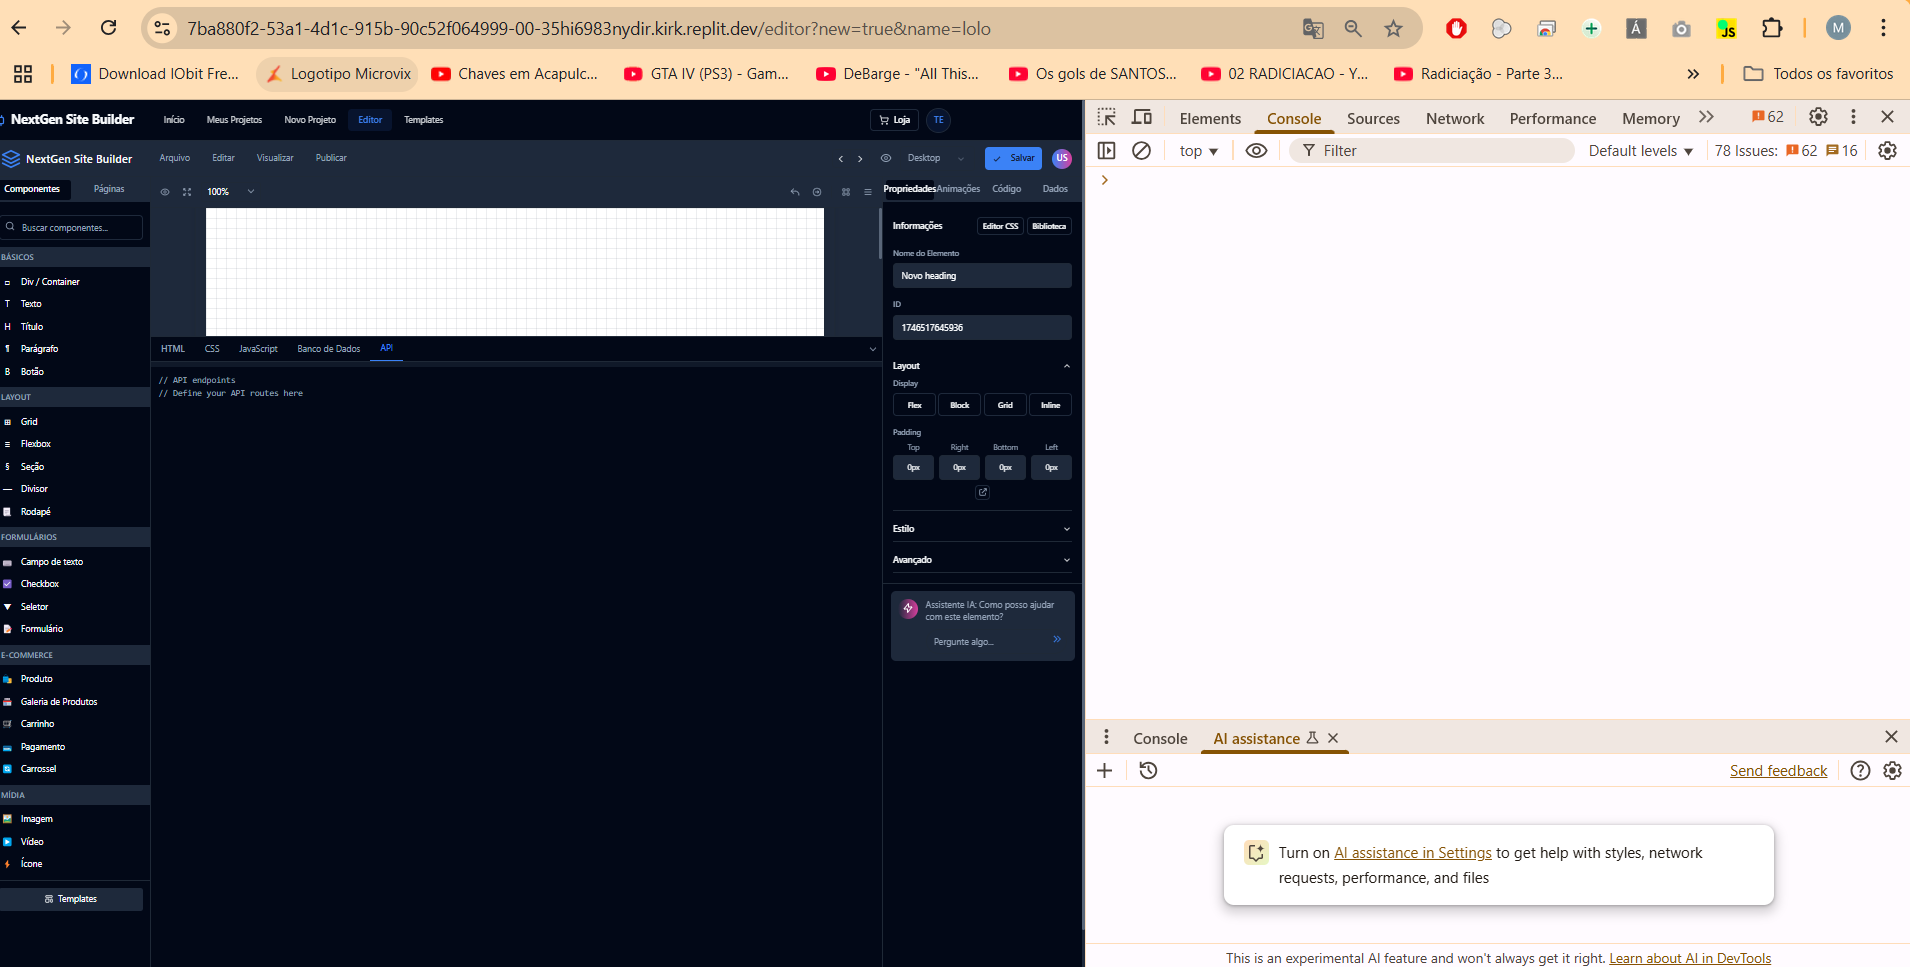 7ba880f2-53a1-4d1c-915b-90c52f064999-00-35hi6983nydir.kirk.replit.dev/editor?new=true&name=lolo
M
Download IObit Fre...
Logotipo Microvix
Chaves em Acapulc...
GTA IV (PS3) - Gam...
DeBarge - "All This...
Os gols de SANTOS...
02 RADICIACAO - Y...
Radiciação - Parte 3...
Todos os favoritos
NextGen Site Builder
Início
Meus Projetos
Novo Projeto
Editor
Templates
Loja
TE
NextGen Site Builder
Arquivo
Editar
Visualizar
Publicar
Desktop
Salvar
US
Componentes
Páginas
100%
Propriedades
Animações
Código
Dados
Buscar componentes...
BÁSICOS
Div / Container
T Texto
H Título
¶ Parágrafo
B Botão
LAYOUT
Grid
Flexbox
§ Seção
Divisor
Rodapé
FORMULÁRIOS
Campo de texto
Checkbox
Seletor
Formulário
E-COMMERCE
Produto
Galeria de Produtos
Carrinho
Pagamento
Carrossel
MÍDIA
Imagem
Vídeo
Ícone
Templates
HTML
CSS
JavaScript
Banco de Dados
API
// API endpoints
// Define your API routes here
Informações
Editor CSS
Biblioteca
Nome do Elemento
Novo heading
ID
1746517645936
Layout
Display
Flex
Block
Grid
Inline
Padding
Top
Right
Bottom
Left
0px
0px
0px
0px
Estilo
Avançado
Assistente IA: Como posso ajudar
com este elemento?
Pergunte algo...
Elements
Console
Sources
Network
Performance
Memory
62
top
Filter
Default levels
78 Issues:
62
16
Console
AI assistance
Send feedback
Turn on AI assistance in Settings to get help with styles, network
requests, performance, and files
This is an experimental AI feature and won't always get it right. Learn about AI in DevTools